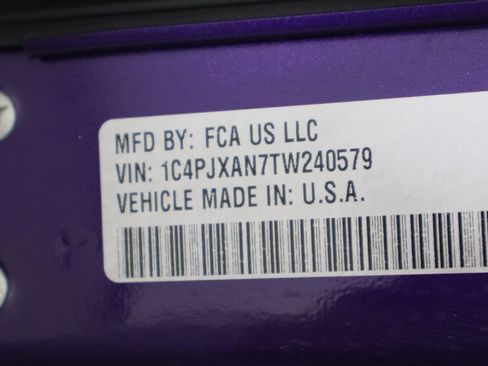 MFD BY: FCA US LLC
VIN: 1C4PJXAN7TW240579
VEHICLE MADE IN: U.S.A.